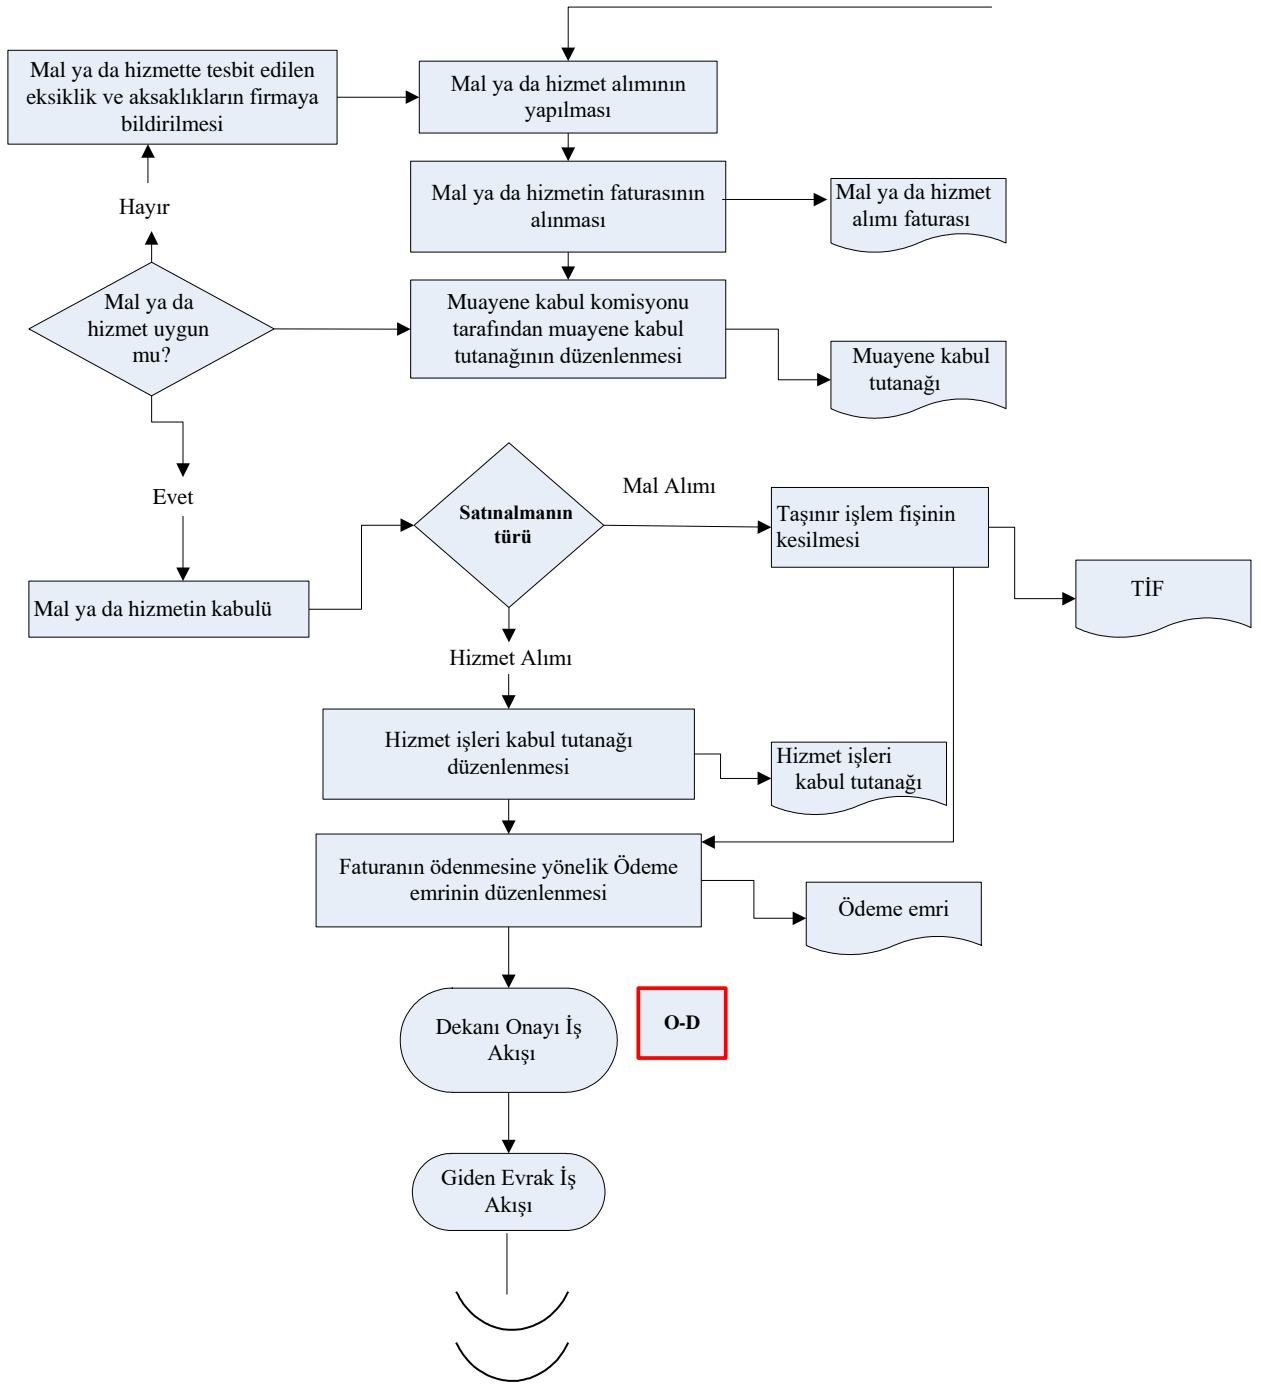 Mal ya da hizmette tesbit edilen
eksiklik ve aksaklıkların firmaya
bildirilmesi
Mal ya da hizmet alımının
yapılması
Mal ya da hizmetin faturasının
alınması
Mal ya da hizmet
alımı faturası
Hayır
Mal ya da
hizmet uygun
mu?
Muayene kabul komisyonu
tarafından muayene kabul
tutanağının düzenlenmesi
Muayene kabul
tutanağı
Evet
Mal ya da hizmetin kabulü
Satınalmanın
türü
Mal Alımı
Taşınır işlem fişinin
kesilmesi
TİF
Hizmet Alımı
Hizmet işleri kabul tutanağı
düzenlenmesi
Hizmet işleri
kabul tutanağı
Faturanın ödenmesine yönelik Ödeme
emrinin düzenlenmesi
Ödeme emri
Dekanı Onayı İş
Akışı
O-D
Giden Evrak İş
Akışı